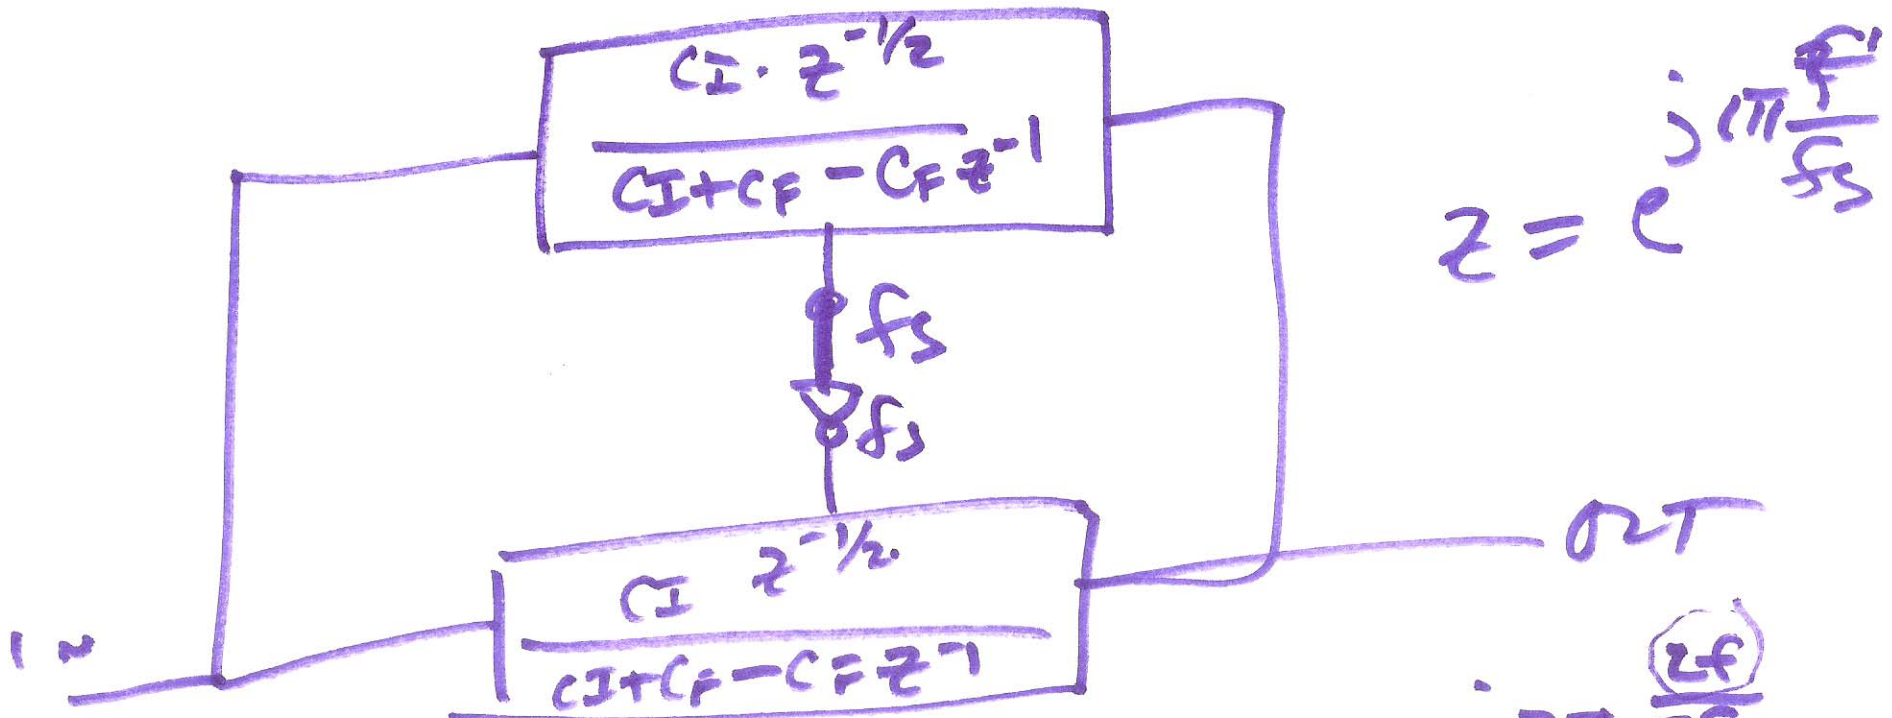 CI · z^{-1/2}
CI + CF - CF z^{-1}
z = e^{jπ f/fs}
fs
fs
CI z^{-1/2}
CI + CF - CF z^{-1}
IN
OUT
2f